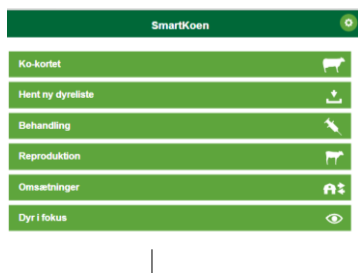 SmartKoen
Ko-kortet
Hent ny dyreliste
Behandling
Reproduktion
Omsætninger
Dyr i fokus